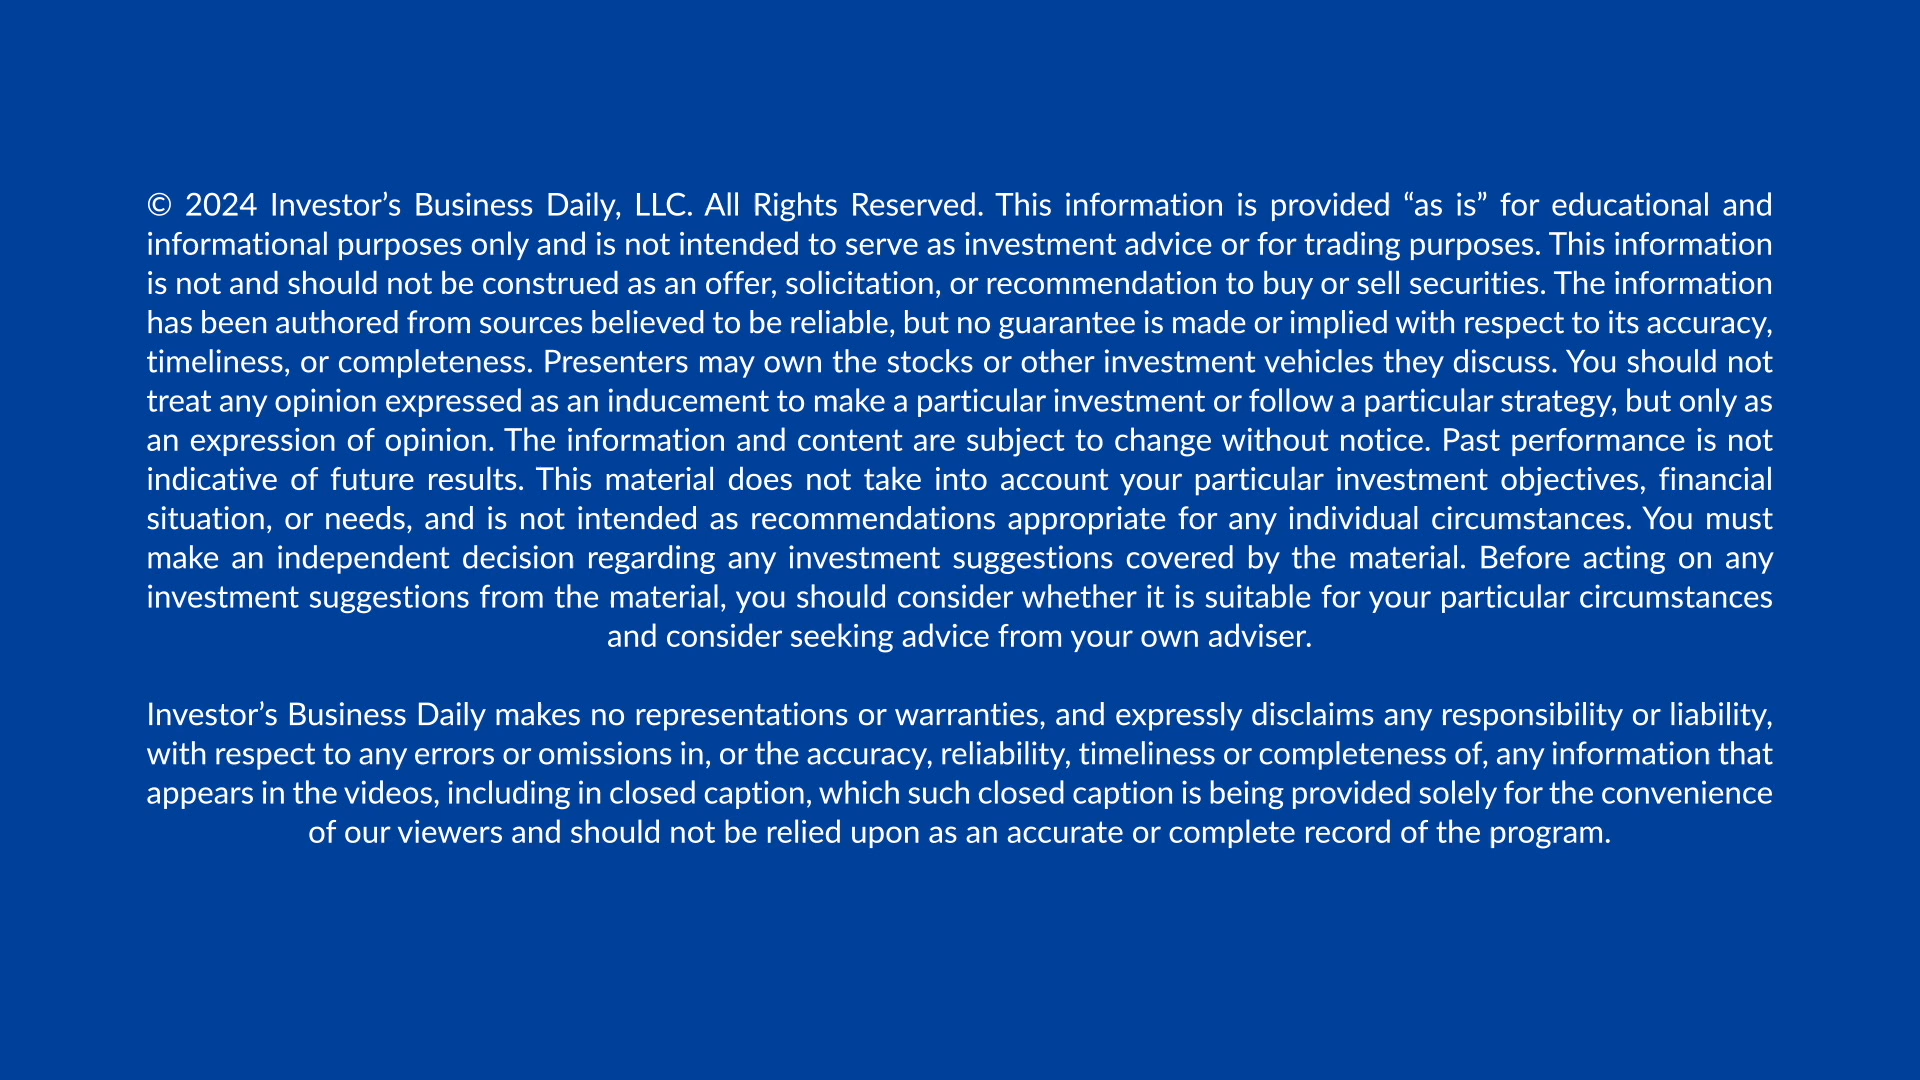 © 2024 Investor’s Business Daily, LLC. All Rights Reserved. This information is provided “as is” for educational and
informational purposes only and is not intended to serve as investment advice or for trading purposes. This information
is not and should not be construed as an offer, solicitation, or recommendation to buy or sell securities. The information
has been authored from sources believed to be reliable, but no guarantee is made or implied with respect to its accuracy,
timeliness, or completeness. Presenters may own the stocks or other investment vehicles they discuss. You should not
treat any opinion expressed as an inducement to make a particular investment or follow a particular strategy, but only as
an expression of opinion. The information and content are subject to change without notice. Past performance is not
indicative of future results. This material does not take into account your particular investment objectives, financial
situation, or needs, and is not intended as recommendations appropriate for any individual circumstances. You must
make an independent decision regarding any investment suggestions covered by the material. Before acting on any
investment suggestions from the material, you should consider whether it is suitable for your particular circumstances
and consider seeking advice from your own adviser.
Investor’s Business Daily makes no representations or warranties, and expressly disclaims any responsibility or liability,
with respect to any errors or omissions in, or the accuracy, reliability, timeliness or completeness of, any information that
appears in the videos, including in closed caption, which such closed caption is being provided solely for the convenience
of our viewers and should not be relied upon as an accurate or complete record of the program.